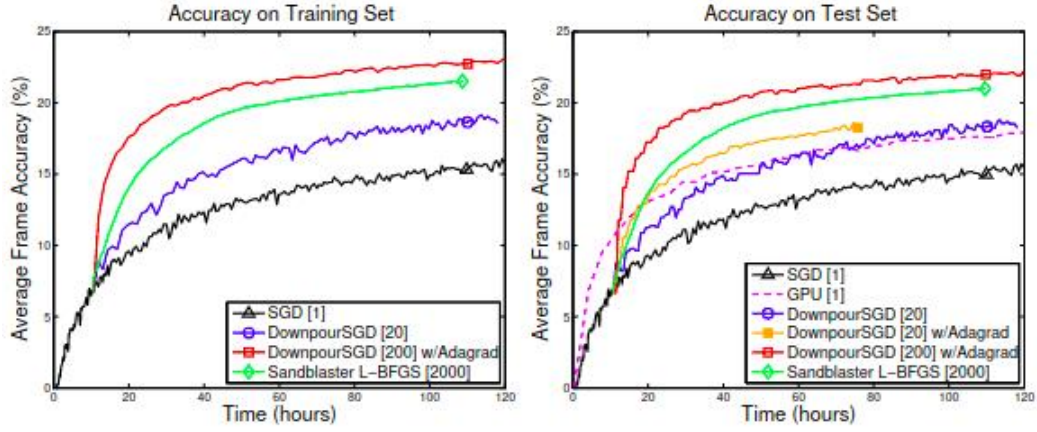 Accuracy on Training Set
Average Frame Accuracy (%)
25
20
15
10
5
0
0 20 40 60 80 100 120
Time (hours)
SGD [1]
DownpourSGD [20]
DownpourSGD [200] w/Adagrad
Sandblaster L−BFGS [2000]
Accuracy on Test Set
Average Frame Accuracy (%)
25
20
15
10
5
0
0 20 40 60 80 100 120
Time (hours)
SGD [1]
GPU [1]
DownpourSGD [20]
DownpourSGD [20] w/Adagrad
DownpourSGD [200] w/Adagrad
Sandblaster L−BFGS [2000]